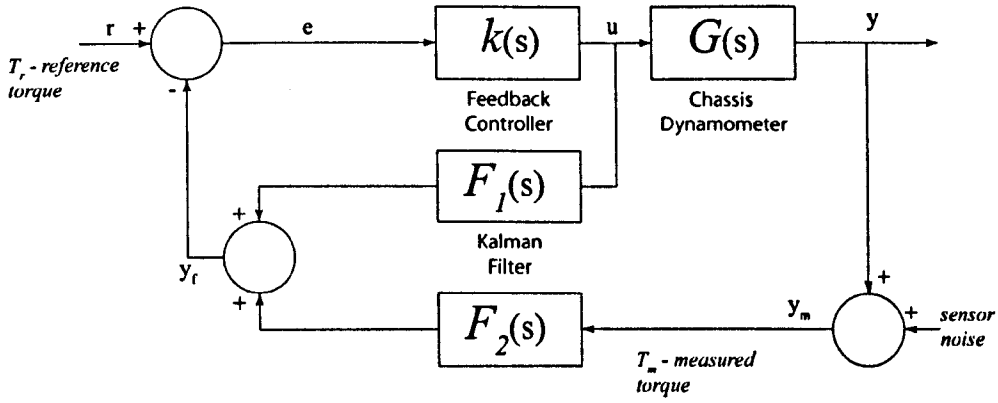 r +
e
k(s)
u
G(s)
y
T_r - reference
torque
-
Feedback
Controller
Chassis
Dynamometer
F_1(s)
+
Kalman
Filter
y_f
+
+
F_2(s)
y_m
+
sensor
noise
T_m - measured
torque